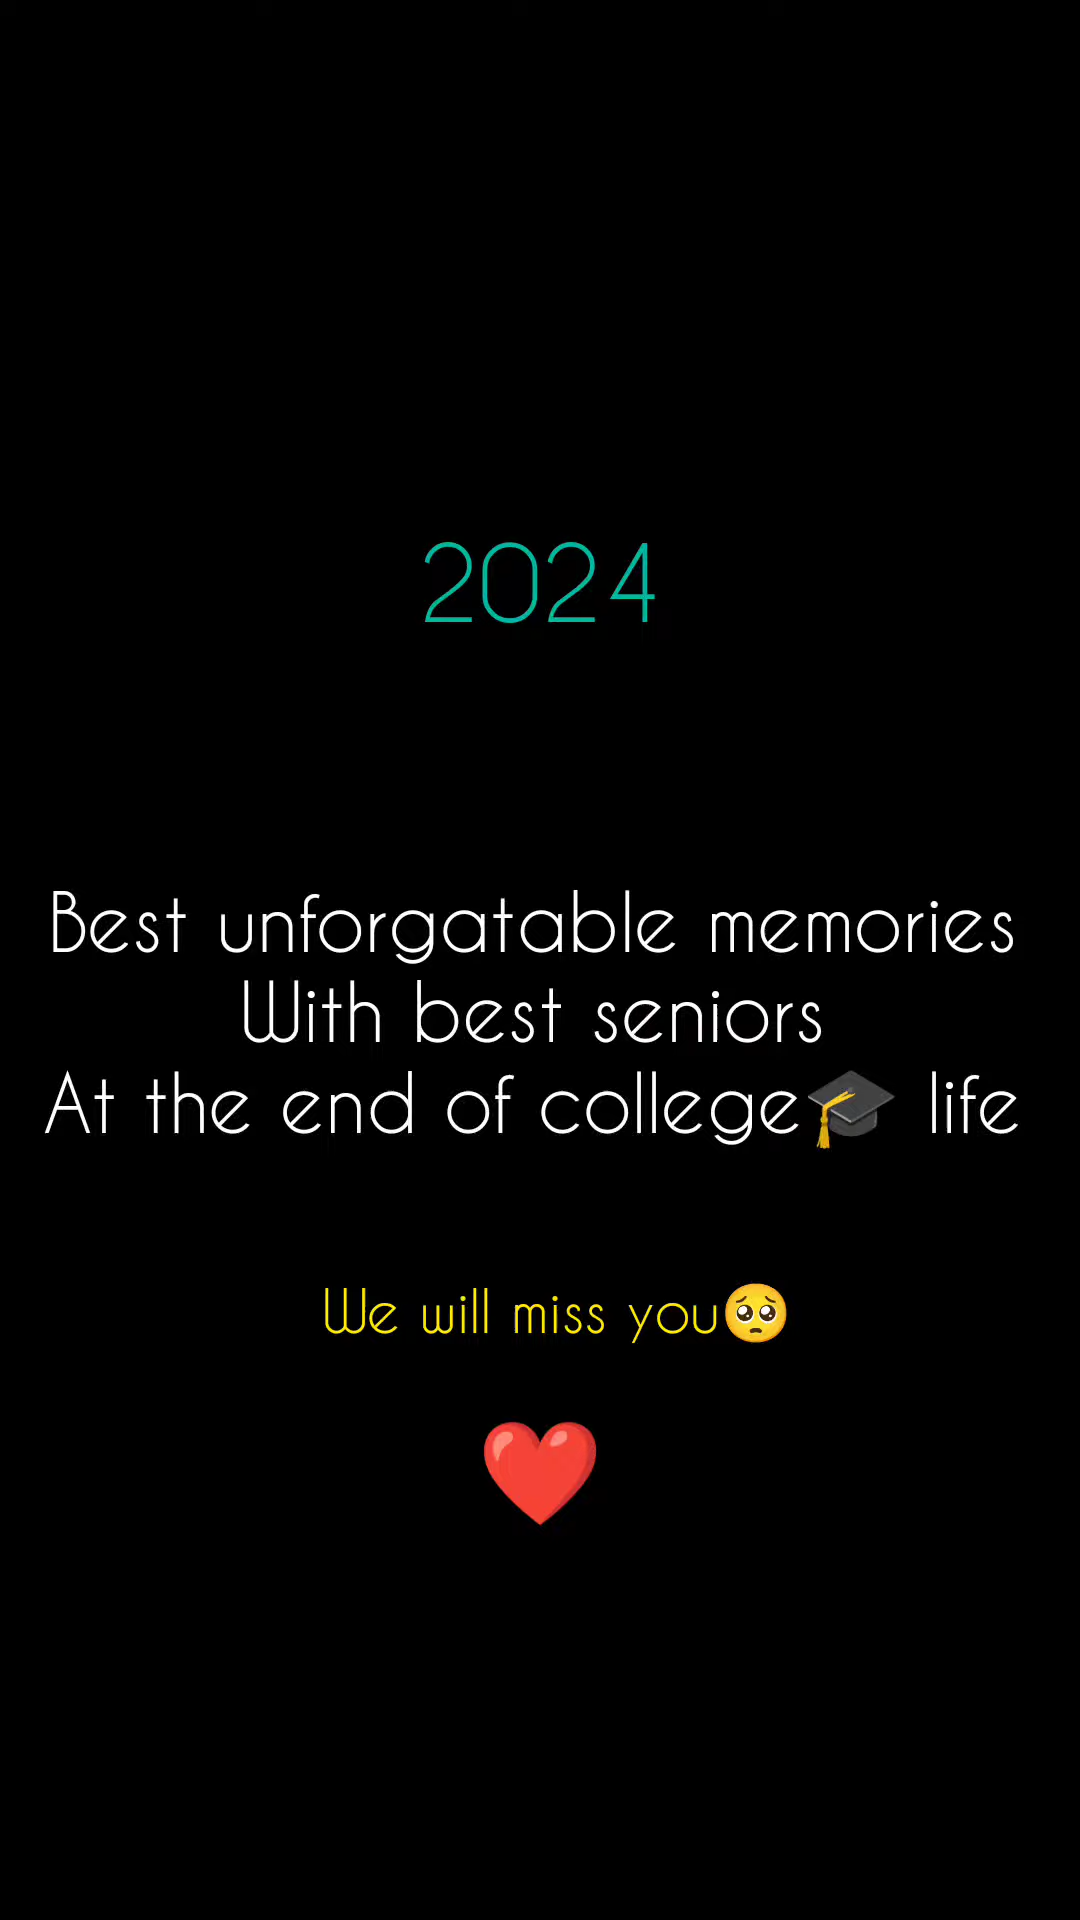 2024
Best unforgatable memories
With best seniors
At the end of college🎓 life
We will miss you🥺
❤️